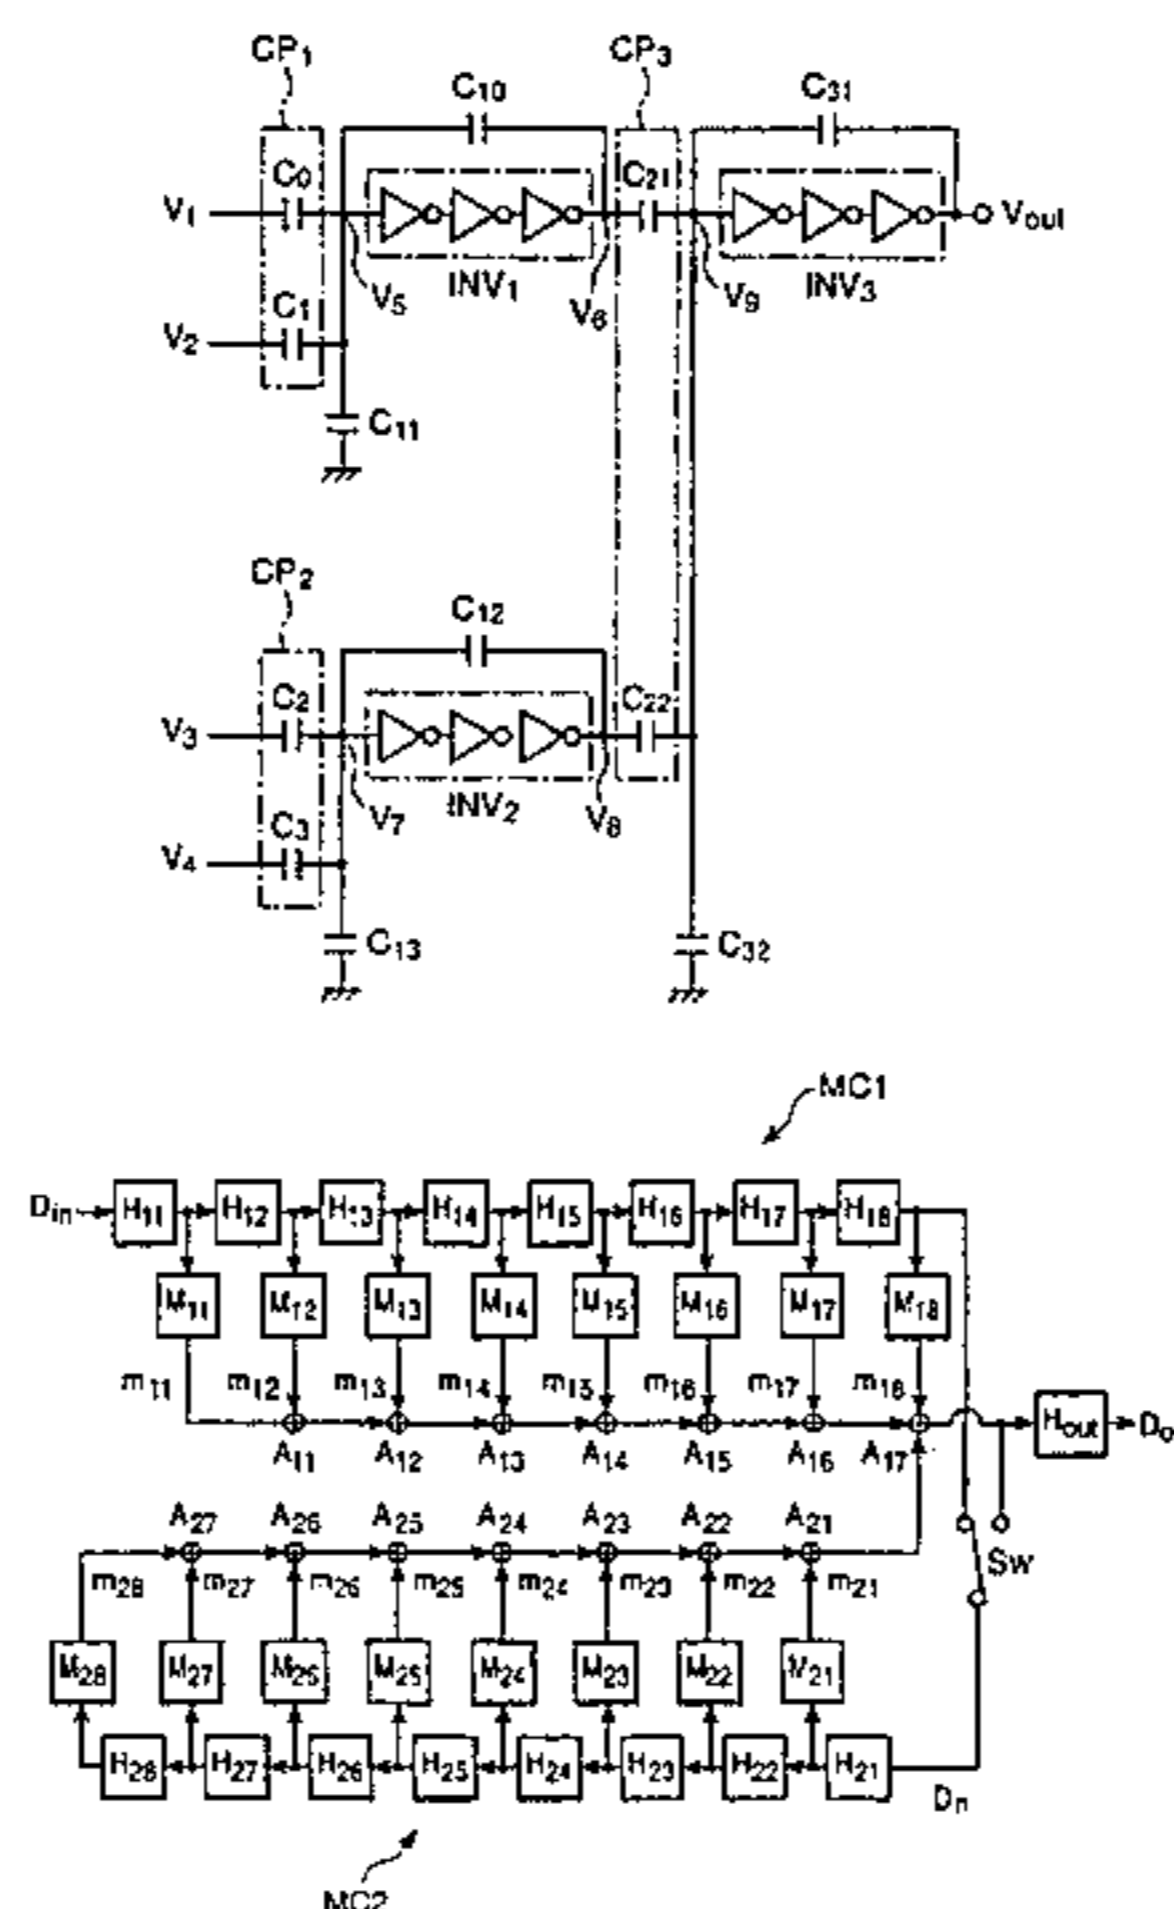 CP1 CP3
C10 C31
C0 C21
V1 Vout
INV1 INV3
V5 V6 V9
C1
V2
C11
CP2
C12
C2 C22
V3
INV2
V7 V8
C3
V4
C13 C32
MC1
Din H11 H12 H13 H14 H15 H16 H17 H18
M11 M12 M13 M14 M15 M16 M17 M18
m11 m12 m13 m14 m15 m16 m17 m18
Hout Do
A11 A12 A13 A14 A15 A16 A17
A27 A26 A25 A24 A23 A22 A21
SW
m28 m27 m26 m25 m24 m23 m22 m21
M28 M27 M26 M25 M24 M23 M22 M21
H28 H27 H26 H25 H24 H23 H22 H21
Dn
MC2